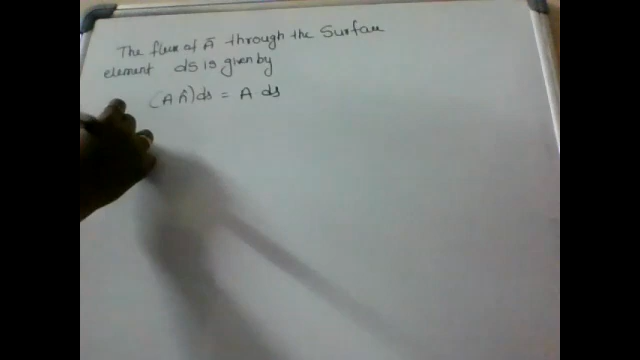 The flux of Ā through the Surface
element ds is given by
(A n̂)ds = A ds